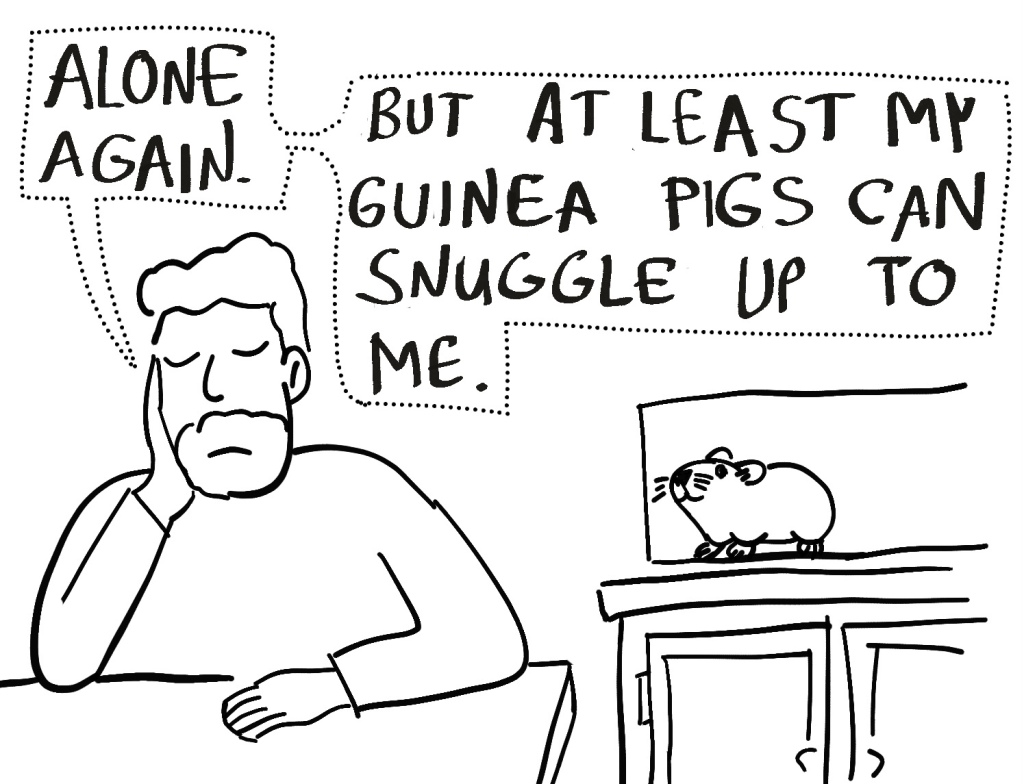 ALONE
AGAIN.
BUT AT LEAST MY
GUINEA PIGS CAN
SNUGGLE UP TO
ME.